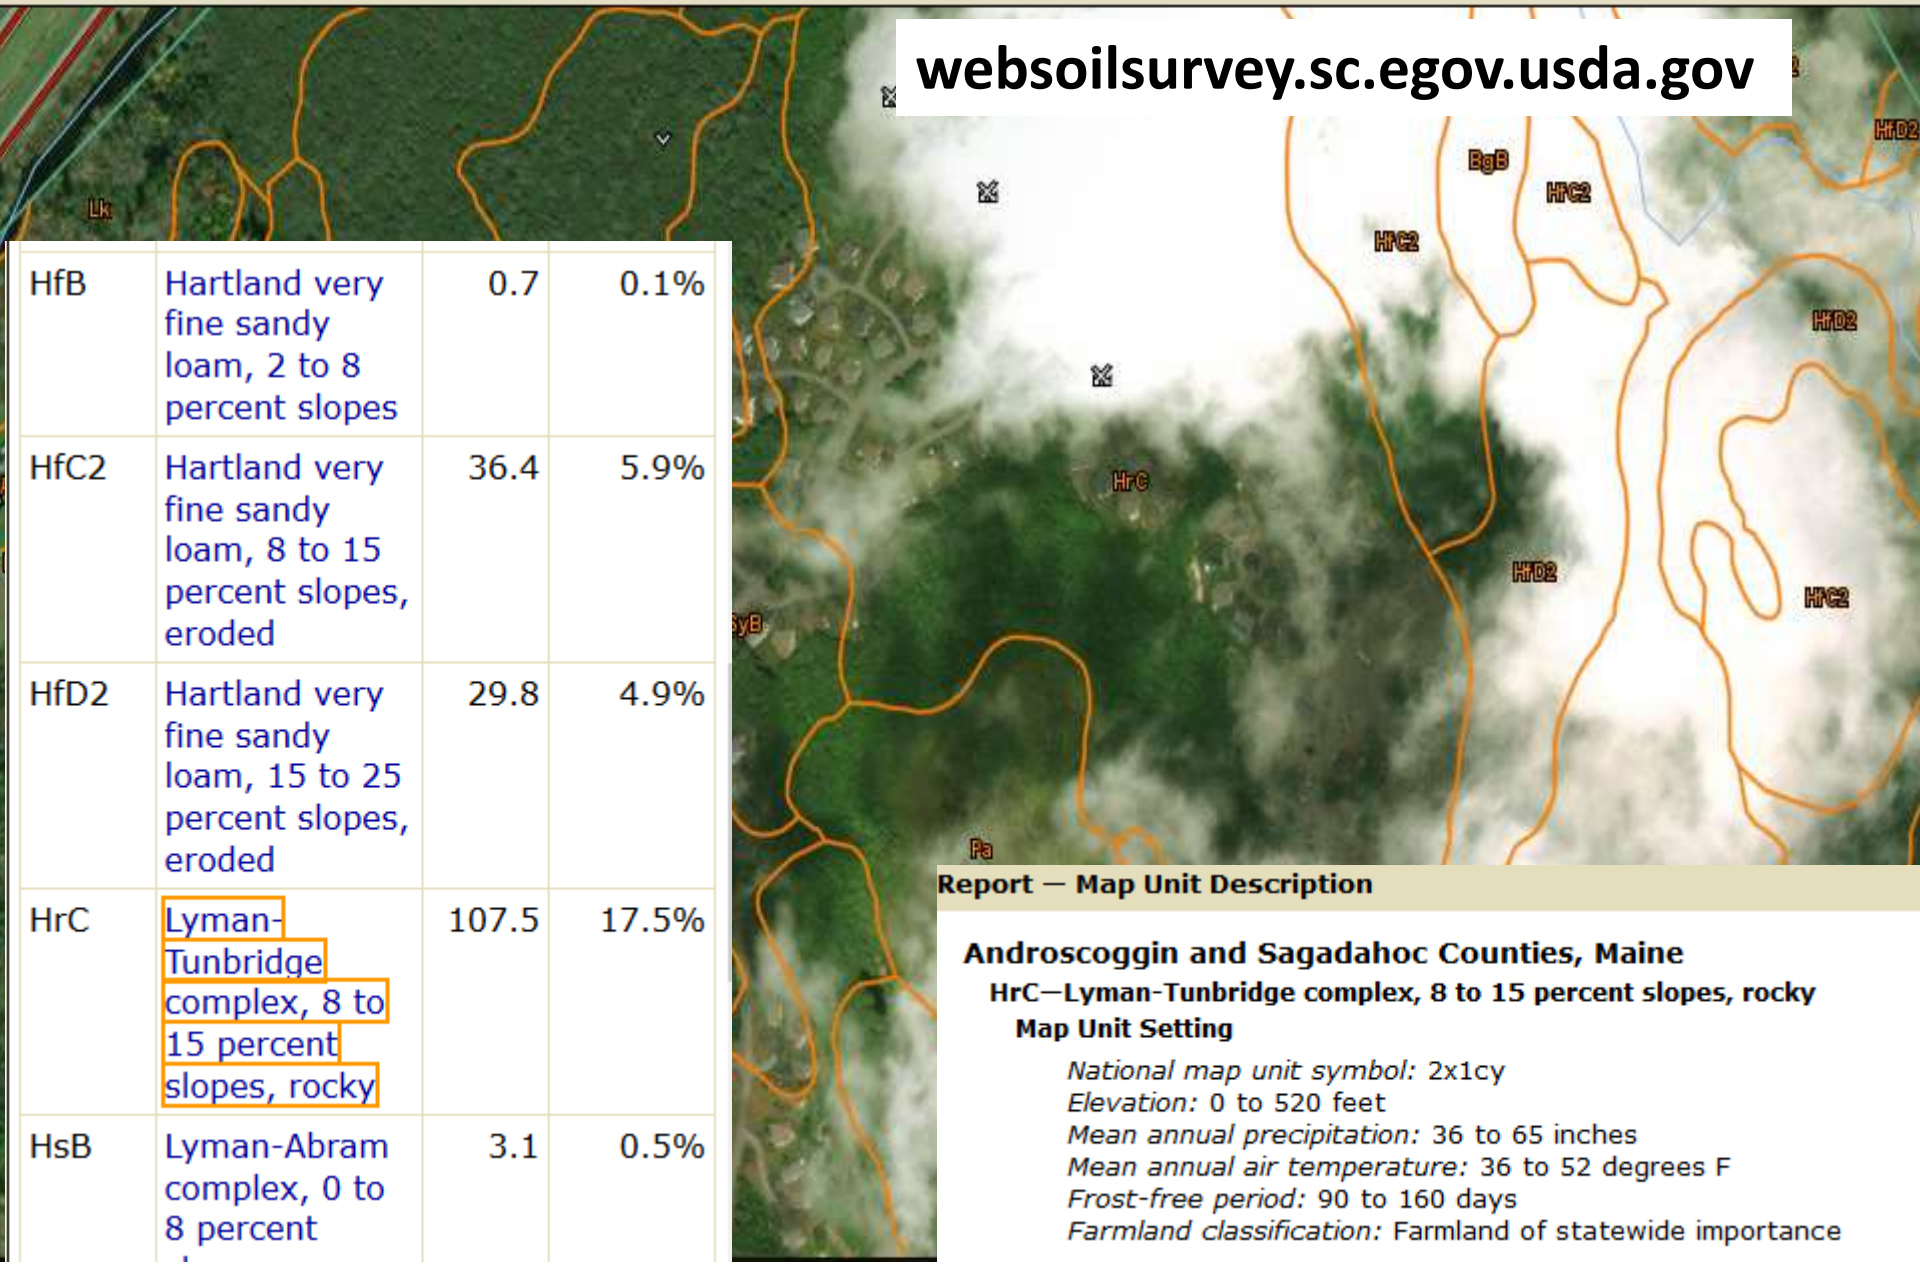 websoilsurvey.sc.egov.usda.gov
HfD2
BgB
HfC2
Lk
HfC2
HfD2
HrC
HfD2
HfC2
SyB
Pa
HfB Hartland very 0.7 0.1%
fine sandy
loam, 2 to 8
percent slopes
HfC2 Hartland very 36.4 5.9%
fine sandy
loam, 8 to 15
percent slopes,
eroded
HfD2 Hartland very 29.8 4.9%
fine sandy
loam, 15 to 25
percent slopes,
eroded
HrC Lyman- 107.5 17.5%
Tunbridge
complex, 8 to
15 percent
slopes, rocky
HsB Lyman-Abram 3.1 0.5%
complex, 0 to
8 percent
Report — Map Unit Description
Androscoggin and Sagadahoc Counties, Maine
HrC—Lyman-Tunbridge complex, 8 to 15 percent slopes, rocky
Map Unit Setting
National map unit symbol: 2x1cy
Elevation: 0 to 520 feet
Mean annual precipitation: 36 to 65 inches
Mean annual air temperature: 36 to 52 degrees F
Frost-free period: 90 to 160 days
Farmland classification: Farmland of statewide importance